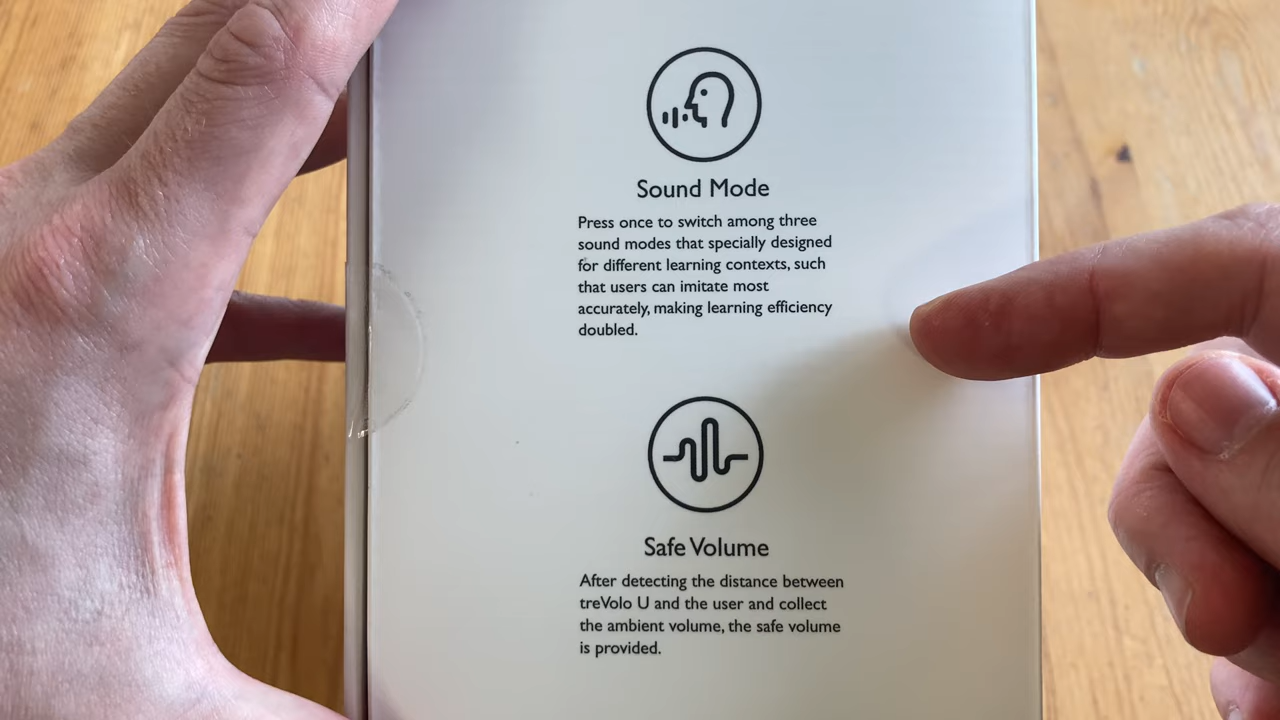 Sound Mode
Press once to switch among three
sound modes that specially designed
for different learning contexts, such
that users can imitate most
accurately, making learning efficiency
doubled.
Safe Volume
After detecting the distance between
treVolo U and the user and collect
the ambient volume, the safe volume
is provided.